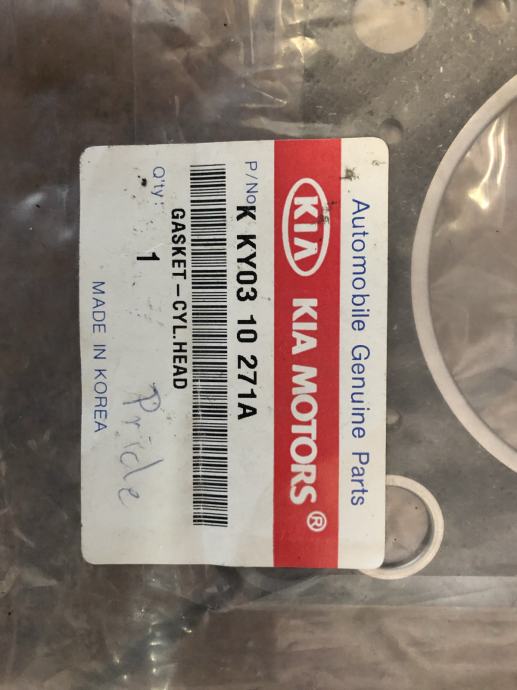 Automobile Genuine Parts
KIA KIA MOTORS®
P/No. K KY03 10 271A
GASKET-CYL.HEAD
Q'ty: 1
Pride
MADE IN KOREA